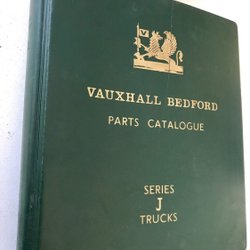 VAUXHALL BEDFORD
PARTS CATALOGUE
SERIES
J
TRUCKS